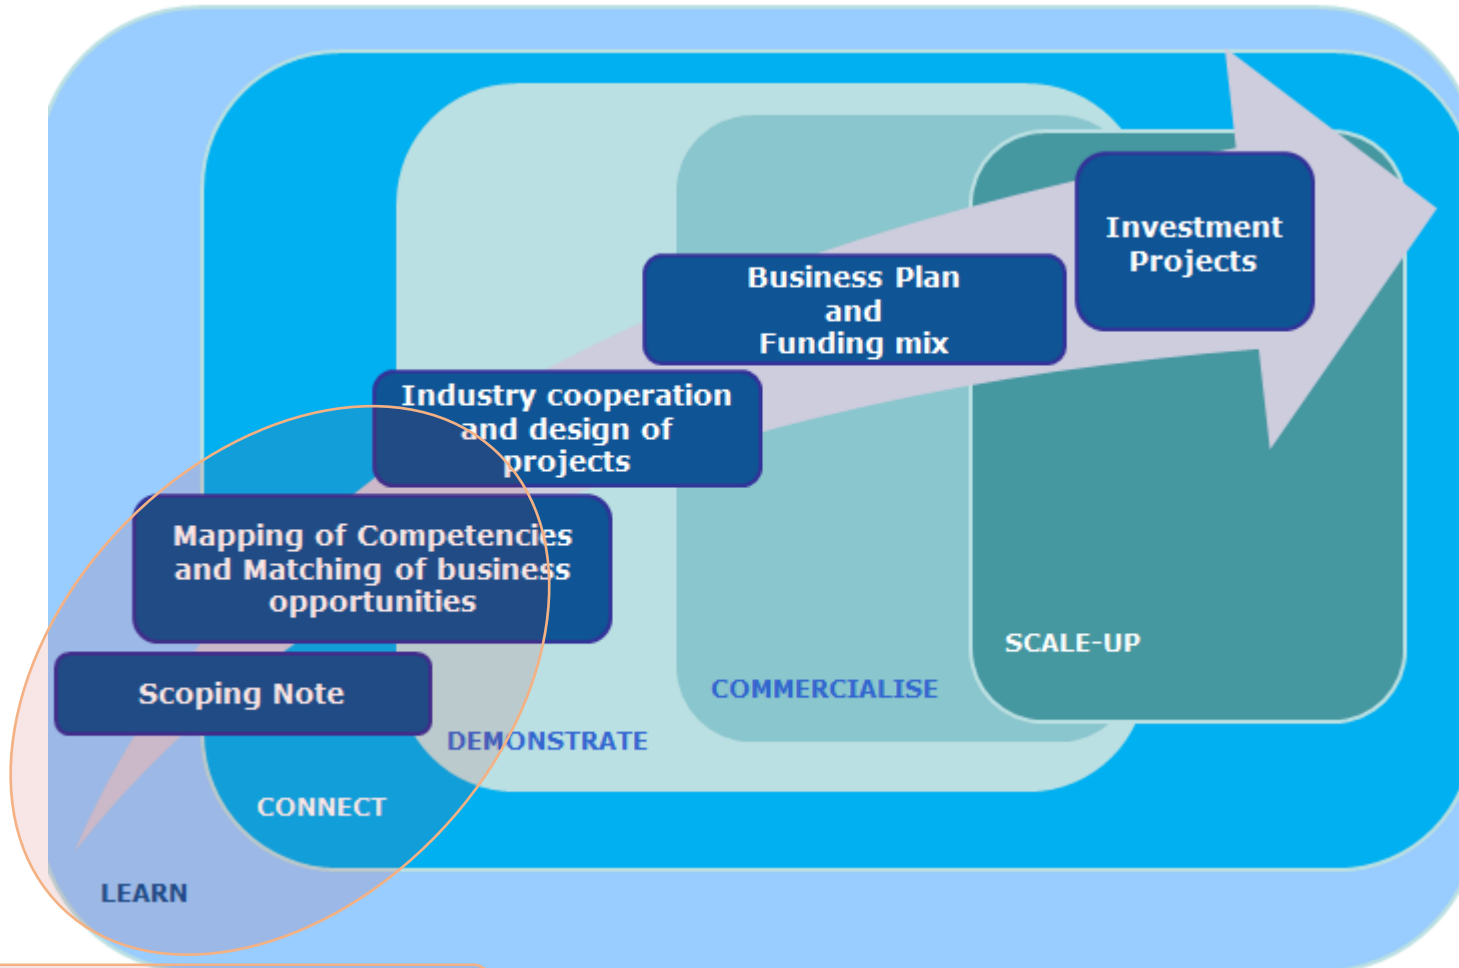 Investment
Projects
Business Plan
and
Funding mix
Industry cooperation
and design of
projects
Mapping of Competencies
and Matching of business
opportunities
Scoping Note
SCALE-UP
COMMERCIALISE
DEMONSTRATE
CONNECT
LEARN